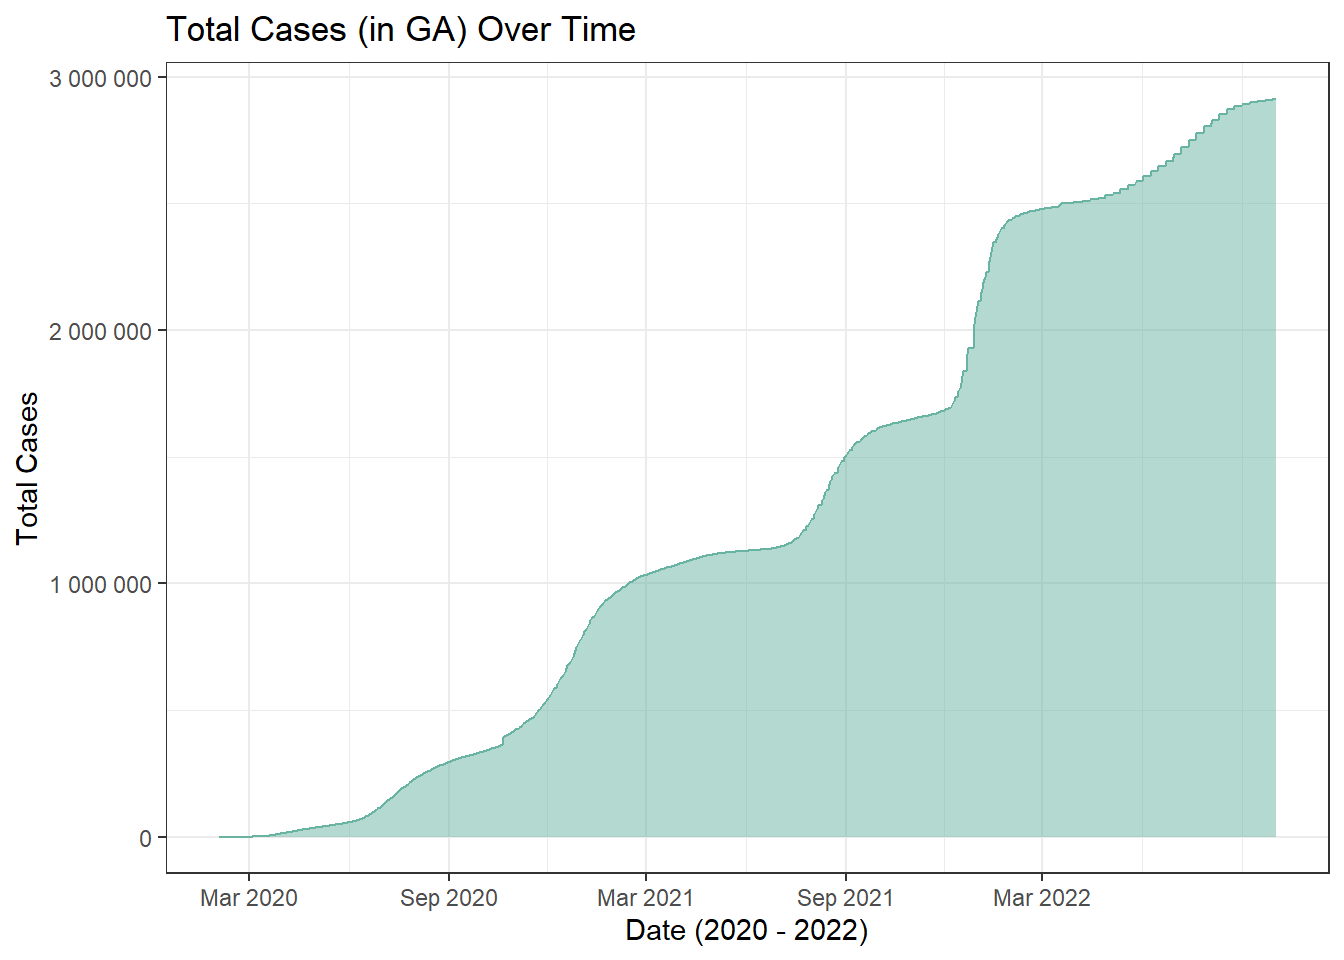 Total Cases (in GA) Over Time
3 000 000
2 000 000
1 000 000
0
Total Cases
Mar 2020 Sep 2020 Mar 2021 Sep 2021 Mar 2022
Date (2020 - 2022)